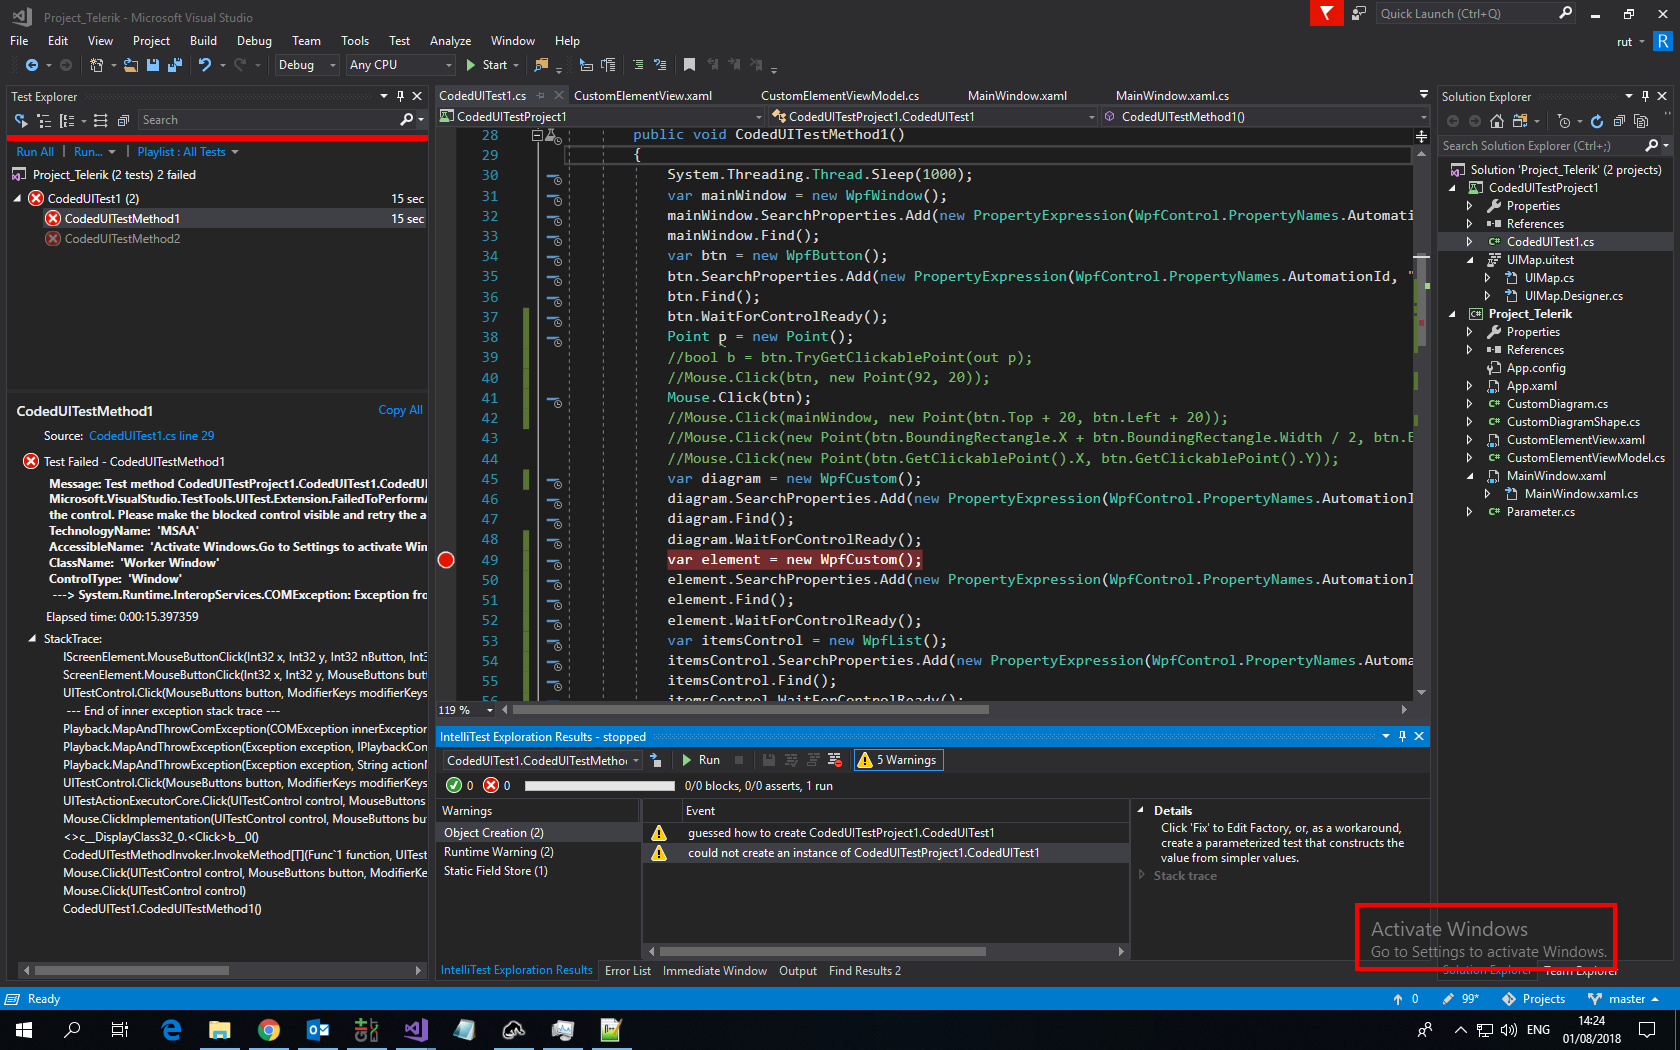 Project_Telerik - Microsoft Visual Studio
Quick Launch (Ctrl+Q)
File Edit View Project Build Debug Team Tools Test Analyze Window Help
rut
R
Debug Any CPU Start
Test Explorer
Search
Run All | Run... | Playlist : All Tests
Project_Telerik (2 tests) 2 failed
CodedUITest1 (2) 15 sec
CodedUITestMethod1 15 sec
CodedUITestMethod2
CodedUITestMethod1 Copy All
Source: CodedUITest1.cs line 29
Test Failed - CodedUITestMethod1
Message: Test method CodedUITestProject1.CodedUITest1.CodedUI
Microsoft.VisualStudio.TestTools.UITest.Extension.FailedToPerformA
the control. Please make the blocked control visible and retry the a
TechnologyName: 'MSAA'
AccessibleName: 'Activate Windows.Go to Settings to activate Win
ClassName: 'Worker Window'
ControlType: 'Window'
---> System.Runtime.InteropServices.COMException: Exception fro
Elapsed time: 0:00:15.397359
StackTrace:
IScreenElement.MouseButtonClick(Int32 x, Int32 y, Int32 nButton, Int3
ScreenElement.MouseButtonClick(Int32 x, Int32 y, MouseButtons but
UITestControl.Click(MouseButtons button, ModifierKeys modifierKeys
--- End of inner exception stack trace ---
Playback.MapAndThrowComException(COMException innerException
Playback.MapAndThrowException(Exception exception, IPlaybackCon
Playback.MapAndThrowException(Exception exception, String actionN
UITestControl.Click(MouseButtons button, ModifierKeys modifierKeys
UITestActionExecutorCore.Click(UITestControl control, MouseButtons
Mouse.ClickImplementation(UITestControl control, MouseButtons bu
<>c__DisplayClass32_0.<Click>b__0()
CodedUITestMethodInvoker.InvokeMethod[T](Func`1 function, UITest
Mouse.Click(UITestControl control, MouseButtons button, ModifierKe
Mouse.Click(UITestControl control)
CodedUITest1.CodedUITestMethod1()
CodedUITest1.cs CustomElementView.xaml CustomElementViewModel.cs MainWindow.xaml MainWindow.xaml.cs
CodedUITestProject1 CodedUITestProject1.CodedUITest1 CodedUITestMethod1()
28 public void CodedUITestMethod1()
29 {
30 System.Threading.Thread.Sleep(1000);
31 var mainWindow = new WpfWindow();
32 mainWindow.SearchProperties.Add(new PropertyExpression(WpfControl.PropertyNames.Automati
33 mainWindow.Find();
34 var btn = new WpfButton();
35 btn.SearchProperties.Add(new PropertyExpression(WpfControl.PropertyNames.AutomationId, "
36 btn.Find();
37 btn.WaitForControlReady();
38 Point p = new Point();
39 //bool b = btn.TryGetClickablePoint(out p);
40 //Mouse.Click(btn, new Point(92, 20));
41 Mouse.Click(btn);
42 //Mouse.Click(mainWindow, new Point(btn.Top + 20, btn.Left + 20));
43 //Mouse.Click(new Point(btn.BoundingRectangle.X + btn.BoundingRectangle.Width / 2, btn.B
44 //Mouse.Click(new Point(btn.GetClickablePoint().X, btn.GetClickablePoint().Y));
45 var diagram = new WpfCustom();
46 diagram.SearchProperties.Add(new PropertyExpression(WpfControl.PropertyNames.AutomationI
47 diagram.Find();
48 diagram.WaitForControlReady();
49 var element = new WpfCustom();
50 element.SearchProperties.Add(new PropertyExpression(WpfControl.PropertyNames.AutomationI
51 element.Find();
52 element.WaitForControlReady();
53 var itemsControl = new WpfList();
54 itemsControl.SearchProperties.Add(new PropertyExpression(WpfControl.PropertyNames.Automa
55 itemsControl.Find();
56 itemsControl.WaitForControlReady();
119 %
IntelliTest Exploration Results - stopped
CodedUITest1.CodedUITestMetho Run 5 Warnings
0 0 0/0 blocks, 0/0 asserts, 1 run
Warnings Event
Object Creation (2) guessed how to create CodedUITestProject1.CodedUITest1
Runtime Warning (2) could not create an instance of CodedUITestProject1.CodedUITest1
Static Field Store (1)
Details
Click 'Fix' to Edit Factory, or, as a workaround,
create a parameterized test that constructs the
value from simpler values.
Stack trace
IntelliTest Exploration Results Error List Immediate Window Output Find Results 2
Solution Explorer
Search Solution Explorer (Ctrl+;)
Solution 'Project_Telerik' (2 projects)
CodedUITestProject1
Properties
References
C# CodedUITest1.cs
UIMap.uitest
UIMap.cs
UIMap.Designer.cs
C# Project_Telerik
Properties
References
App.config
App.xaml
C# CustomDiagram.cs
C# CustomDiagramShape.cs
CustomElementView.xaml
C# CustomElementViewModel.cs
MainWindow.xaml
MainWindow.xaml.cs
C# Parameter.cs
Activate Windows
Go to Settings to activate Windows.
Solution Explorer Team Explorer
Ready 0 99* Projects master
ENG
14:24
01/08/2018